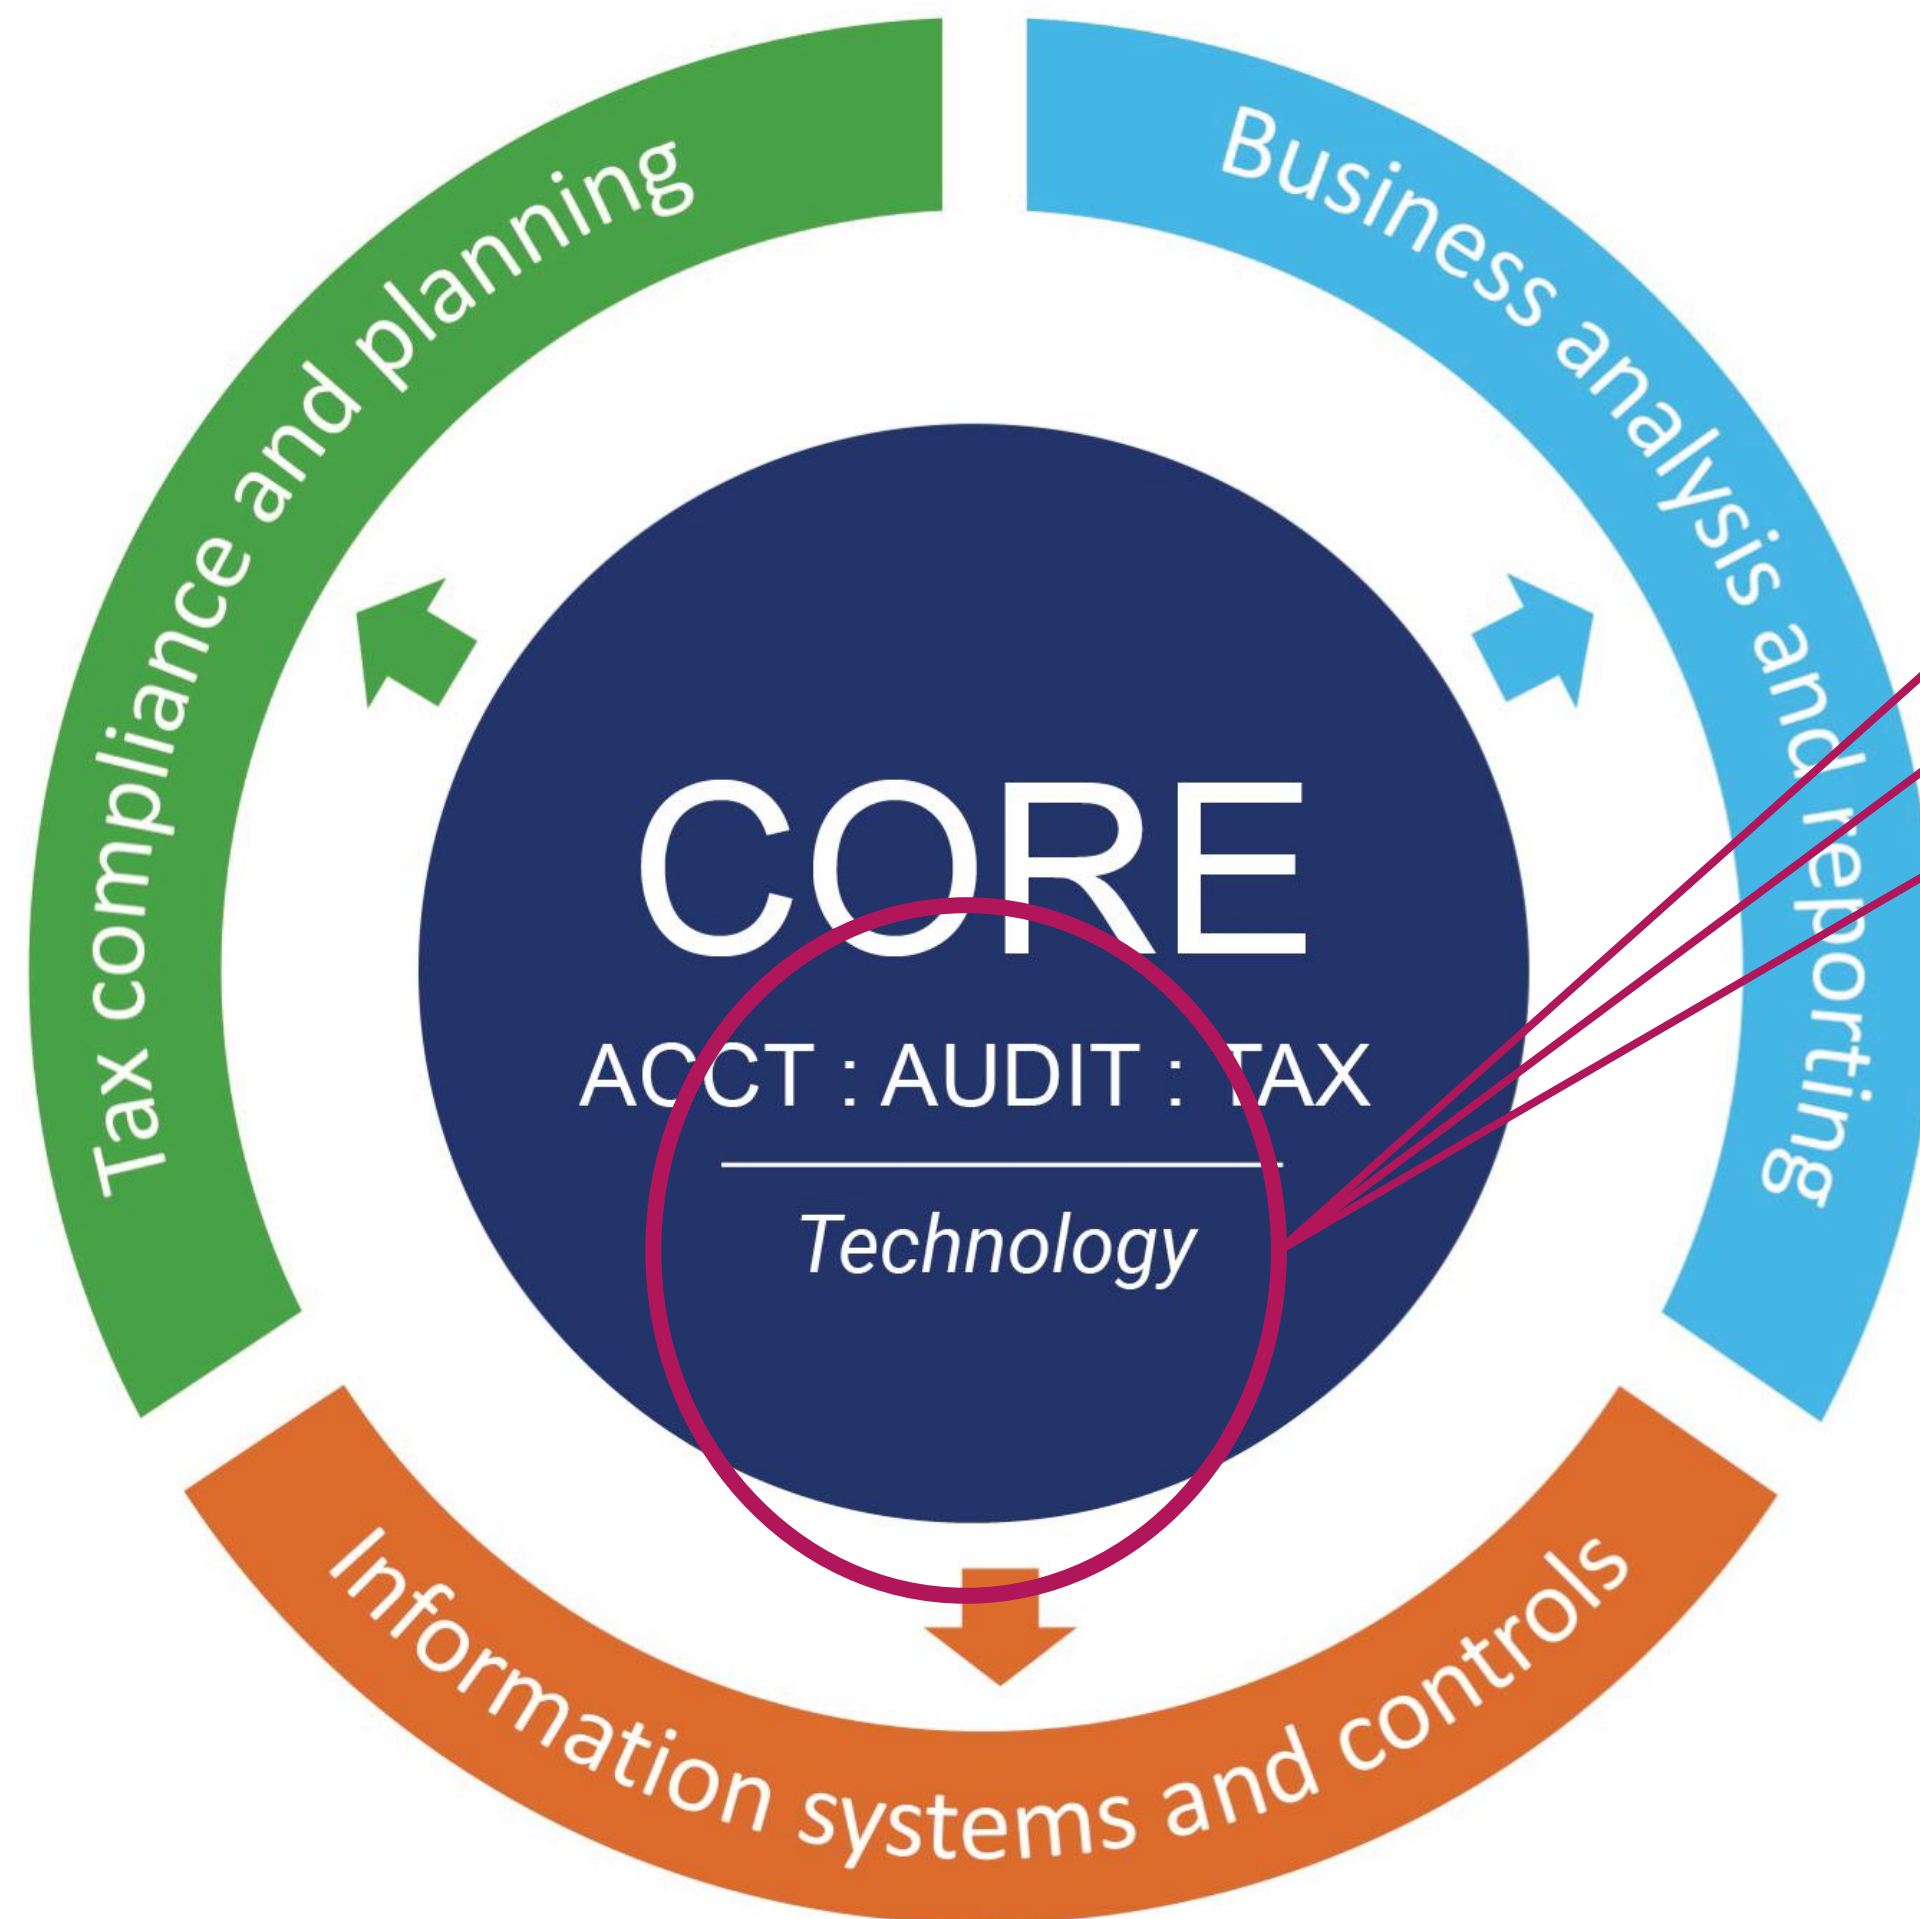 Tax compliance and planning
Business analysis and reporting
CORE
ACCT : AUDIT : TAX
Technology
Information systems and controls